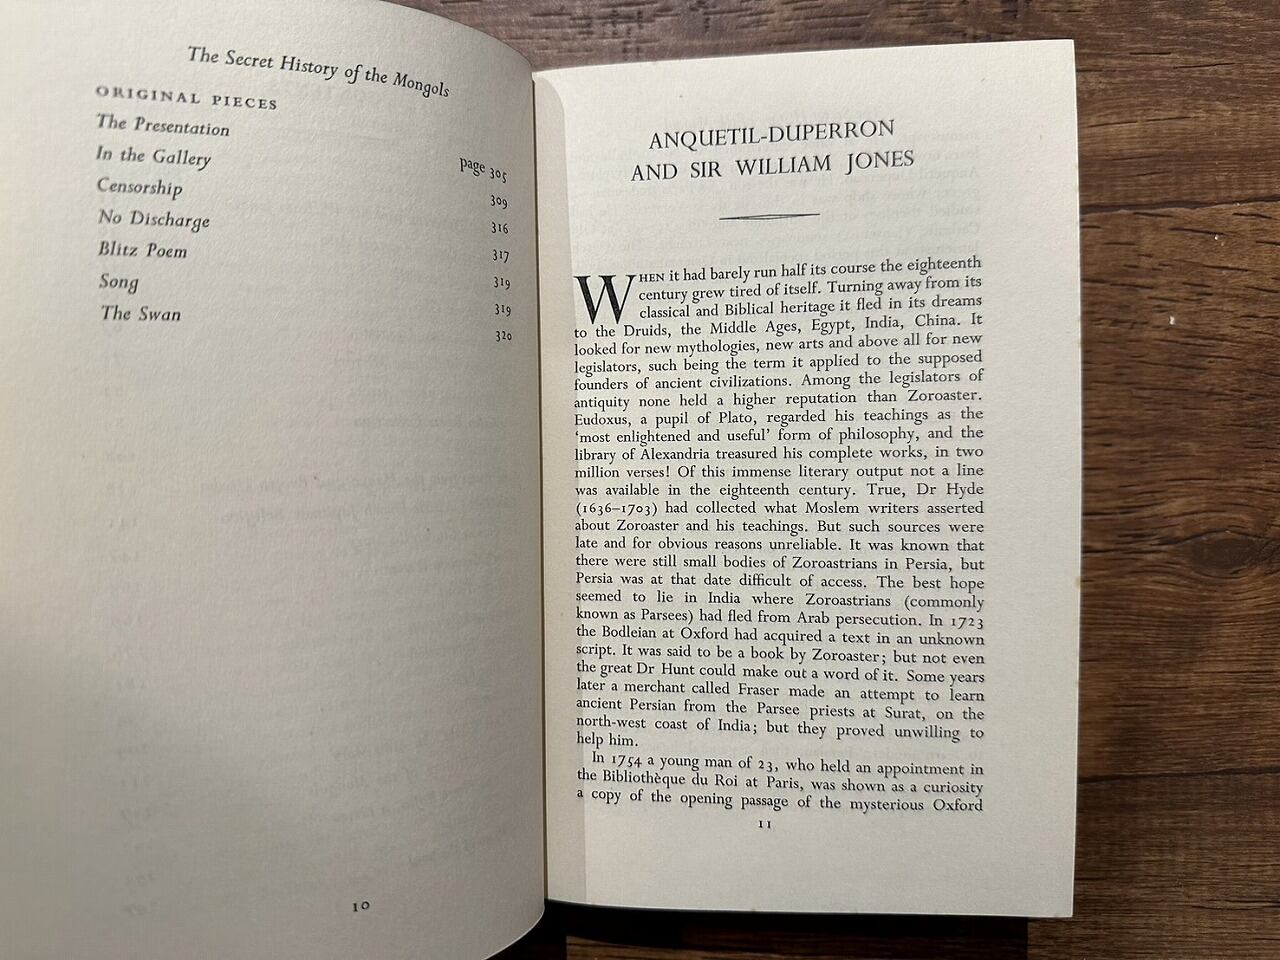 The Secret History of the Mongols
ORIGINAL PIECES
The Presentation page 305
In the Gallery 309
Censorship 316
No Discharge 317
Blitz Poem 319
Song 319
The Swan 320
10
ANQUETIL-DUPERRON
AND SIR WILLIAM JONES
WHEN it had barely run half its course the eighteenth
century grew tired of itself. Turning away from its
classical and Biblical heritage it fled in its dreams
to the Druids, the Middle Ages, Egypt, India, China. It
looked for new mythologies, new arts and above all for new
legislators, such being the term it applied to the supposed
founders of ancient civilizations. Among the legislators of
antiquity none held a higher reputation than Zoroaster.
Eudoxus, a pupil of Plato, regarded his teachings as the
‘most enlightened and useful’ form of philosophy, and the
library of Alexandria treasured his complete works, in two
million verses! Of this immense literary output not a line
was available in the eighteenth century. True, Dr Hyde
(1636–1703) had collected what Moslem writers asserted
about Zoroaster and his teachings. But such sources were
late and for obvious reasons unreliable. It was known that
there were still small bodies of Zoroastrians in Persia, but
Persia was at that date difficult of access. The best hope
seemed to lie in India where Zoroastrians (commonly
known as Parsees) had fled from Arab persecution. In 1723
the Bodleian at Oxford had acquired a text in an unknown
script. It was said to be a book by Zoroaster; but not even
the great Dr Hunt could make out a word of it. Some years
later a merchant called Fraser made an attempt to learn
ancient Persian from the Parsee priests at Surat, on the
north-west coast of India; but they proved unwilling to
help him.
In 1754 a young man of 23, who held an appointment in
the Bibliothèque du Roi at Paris, was shown as a curiosity
a copy of the opening passage of the mysterious Oxford
11